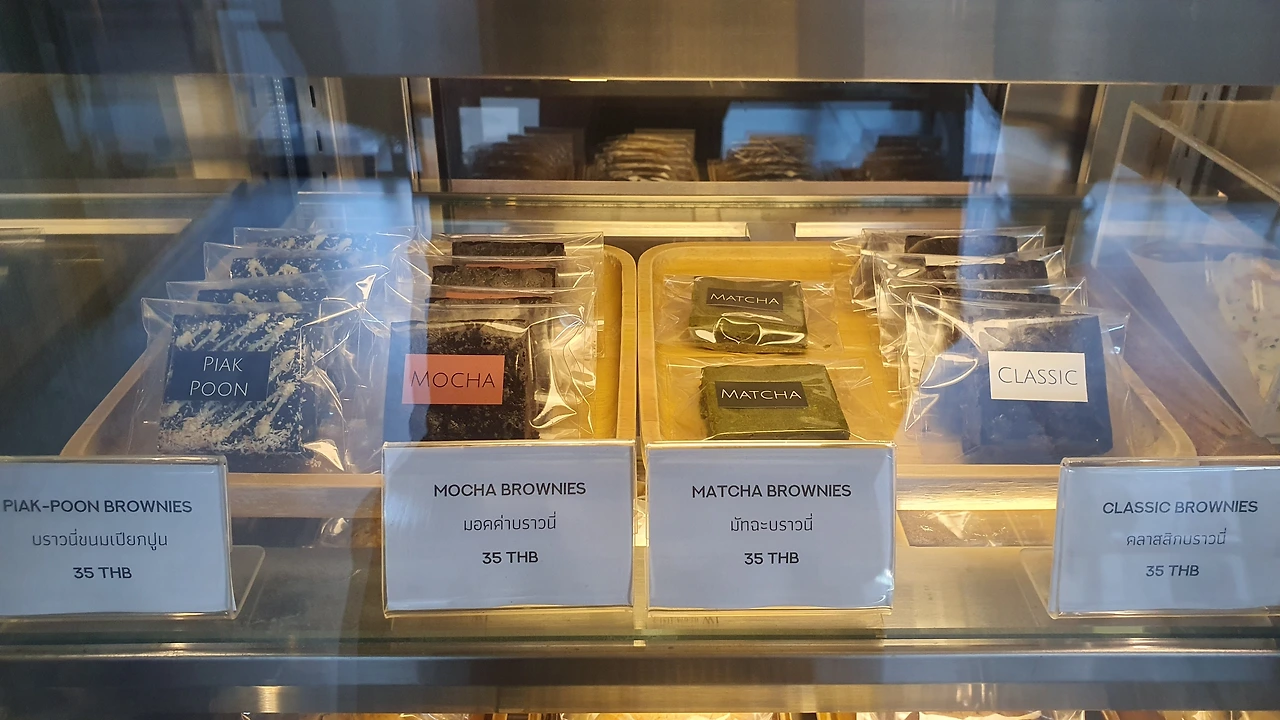 PIAK
POON
MOCHA
MATCHA
MATCHA
CLASSIC
PIAK-POON BROWNIES
บราวนี่ขนมเปียกปูน
35 THB
MOCHA BROWNIES
มอคค่าบราวนี่
35 THB
MATCHA BROWNIES
มัทฉะบราวนี่
35 THB
CLASSIC BROWNIES
คลาสสิกบราวนี่
35 THB